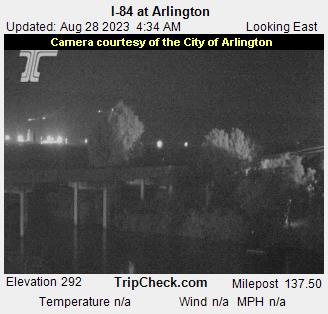 I-84 at Arlington
Updated: Aug 28 2023 4:34 AM Looking East
Camera courtesy of the City of Arlington
Elevation 292 TripCheck.com Milepost 137.50
Temperature n/a Wind n/a MPH n/a